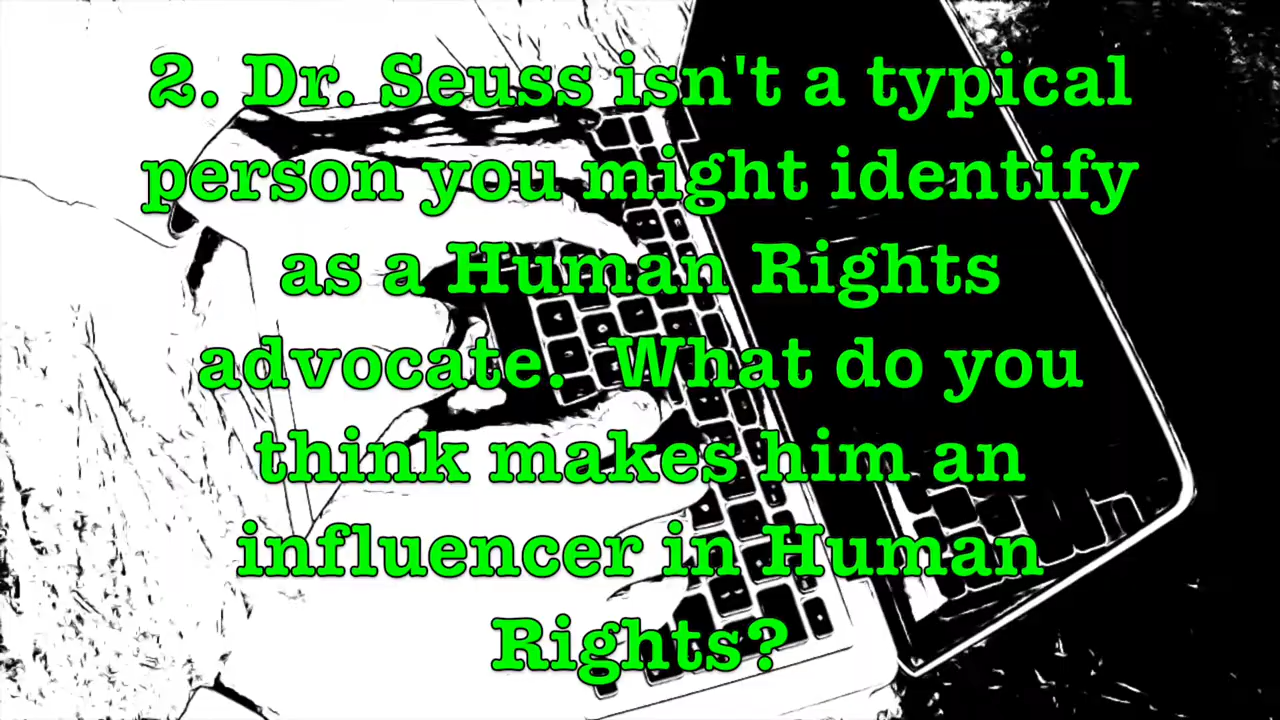 2. Dr. Seuss isn't a typical
person you might identify
as a Human Rights
advocate.  What do you
think makes him an
influencer in Human
Rights?